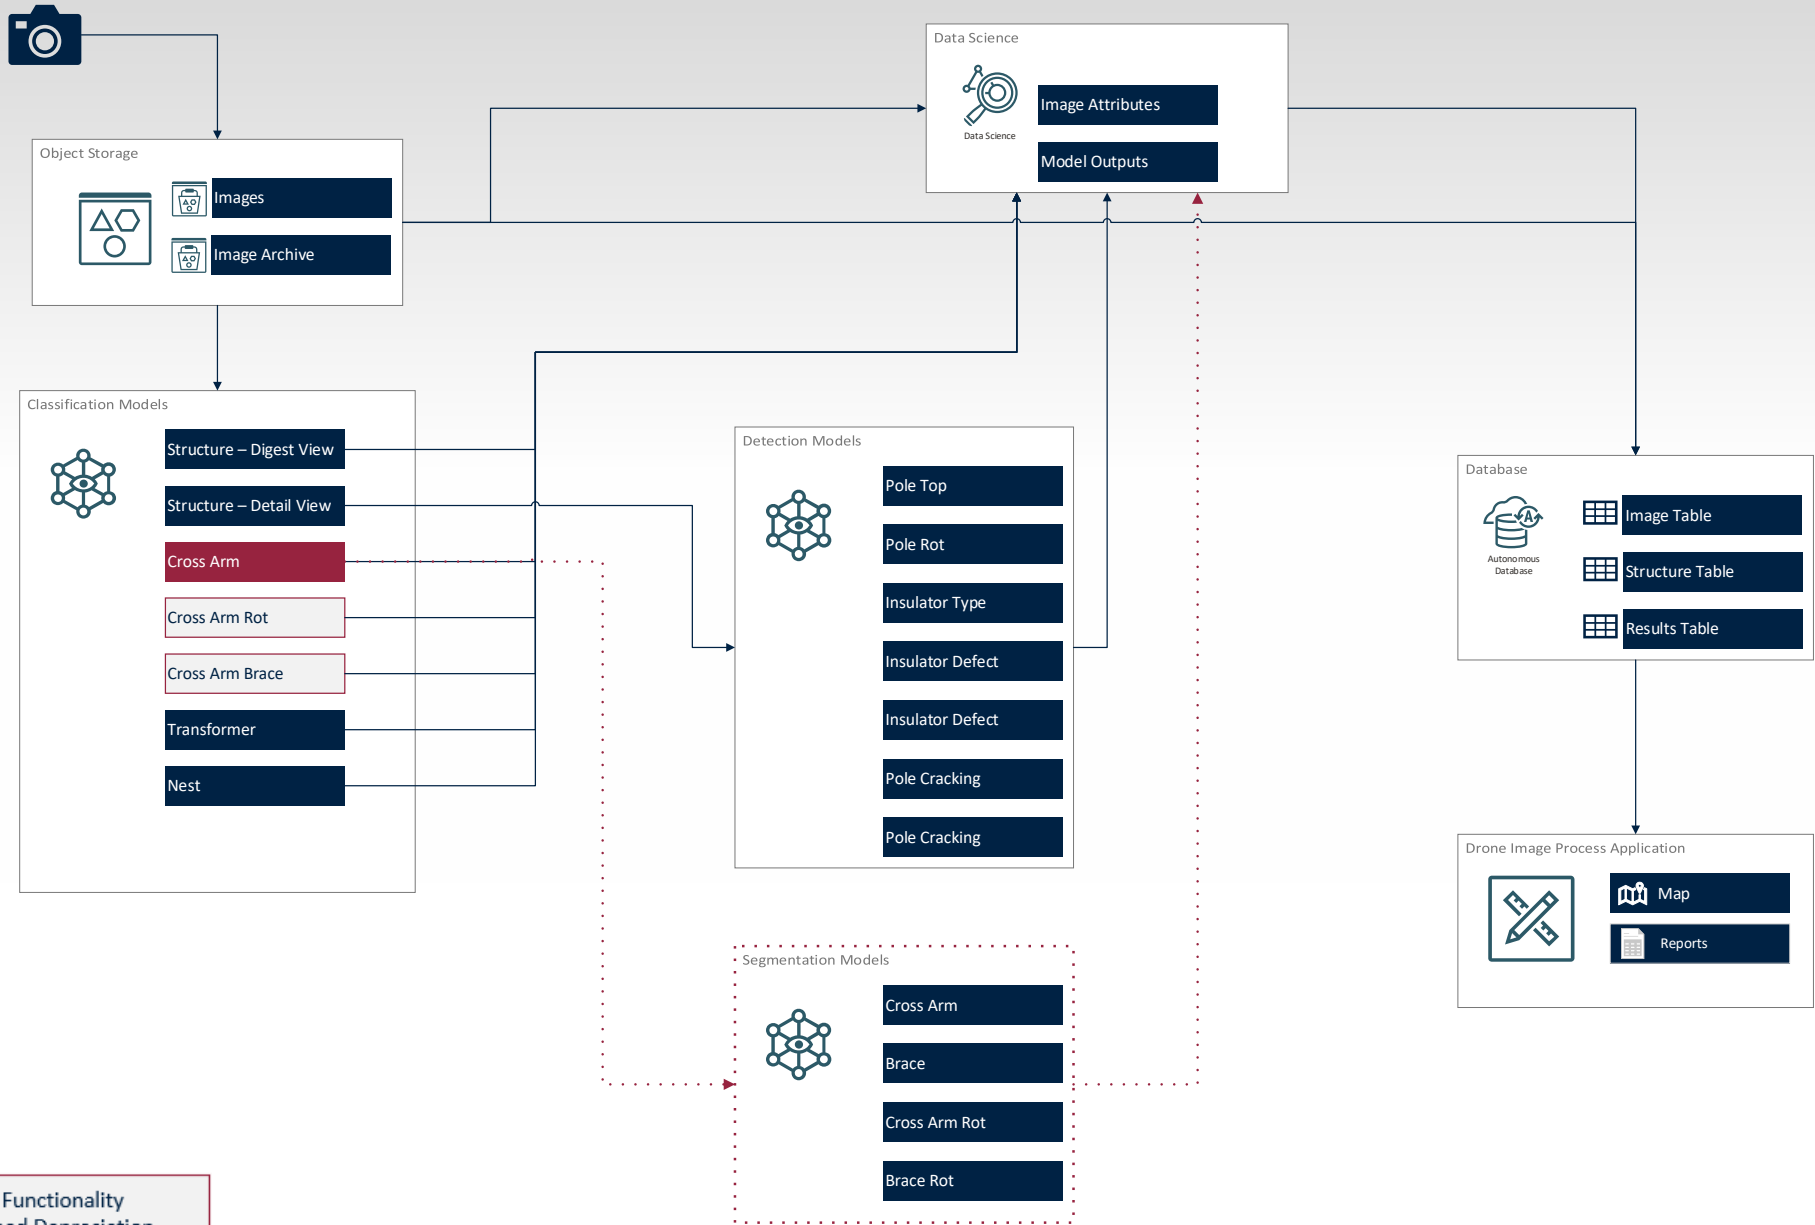 Data Science
Data Science
Image Attributes
Model Outputs
Object Storage
Images
Image Archive
Classification Models
Structure – Digest View
Structure – Detail View
Cross Arm
Cross Arm Rot
Cross Arm Brace
Transformer
Nest
Detection Models
Pole Top
Pole Rot
Insulator Type
Insulator Defect
Insulator Defect
Pole Cracking
Pole Cracking
Database
Autonomous
Database
Image Table
Structure Table
Results Table
Drone Image Process Application
Map
Reports
Segmentation Models
Cross Arm
Brace
Cross Arm Rot
Brace Rot
Functionality